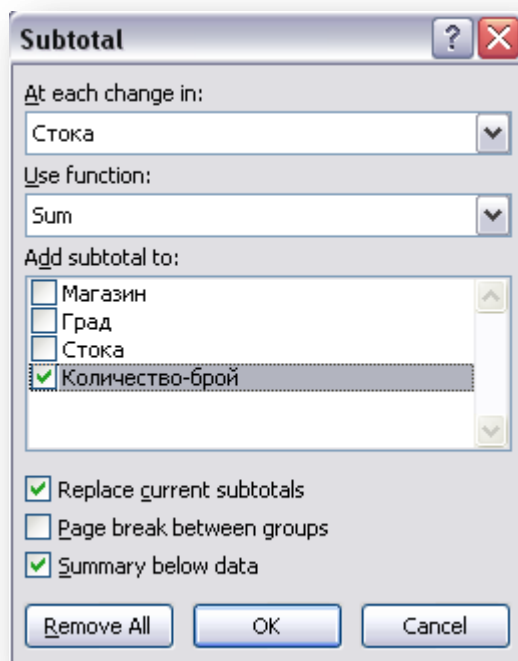 Subtotal
At each change in:
Стока
Use function:
Sum
Add subtotal to:
Магазин
Град
Стока
Количество-брой
Replace current subtotals
Page break between groups
Summary below data
Remove All OK Cancel